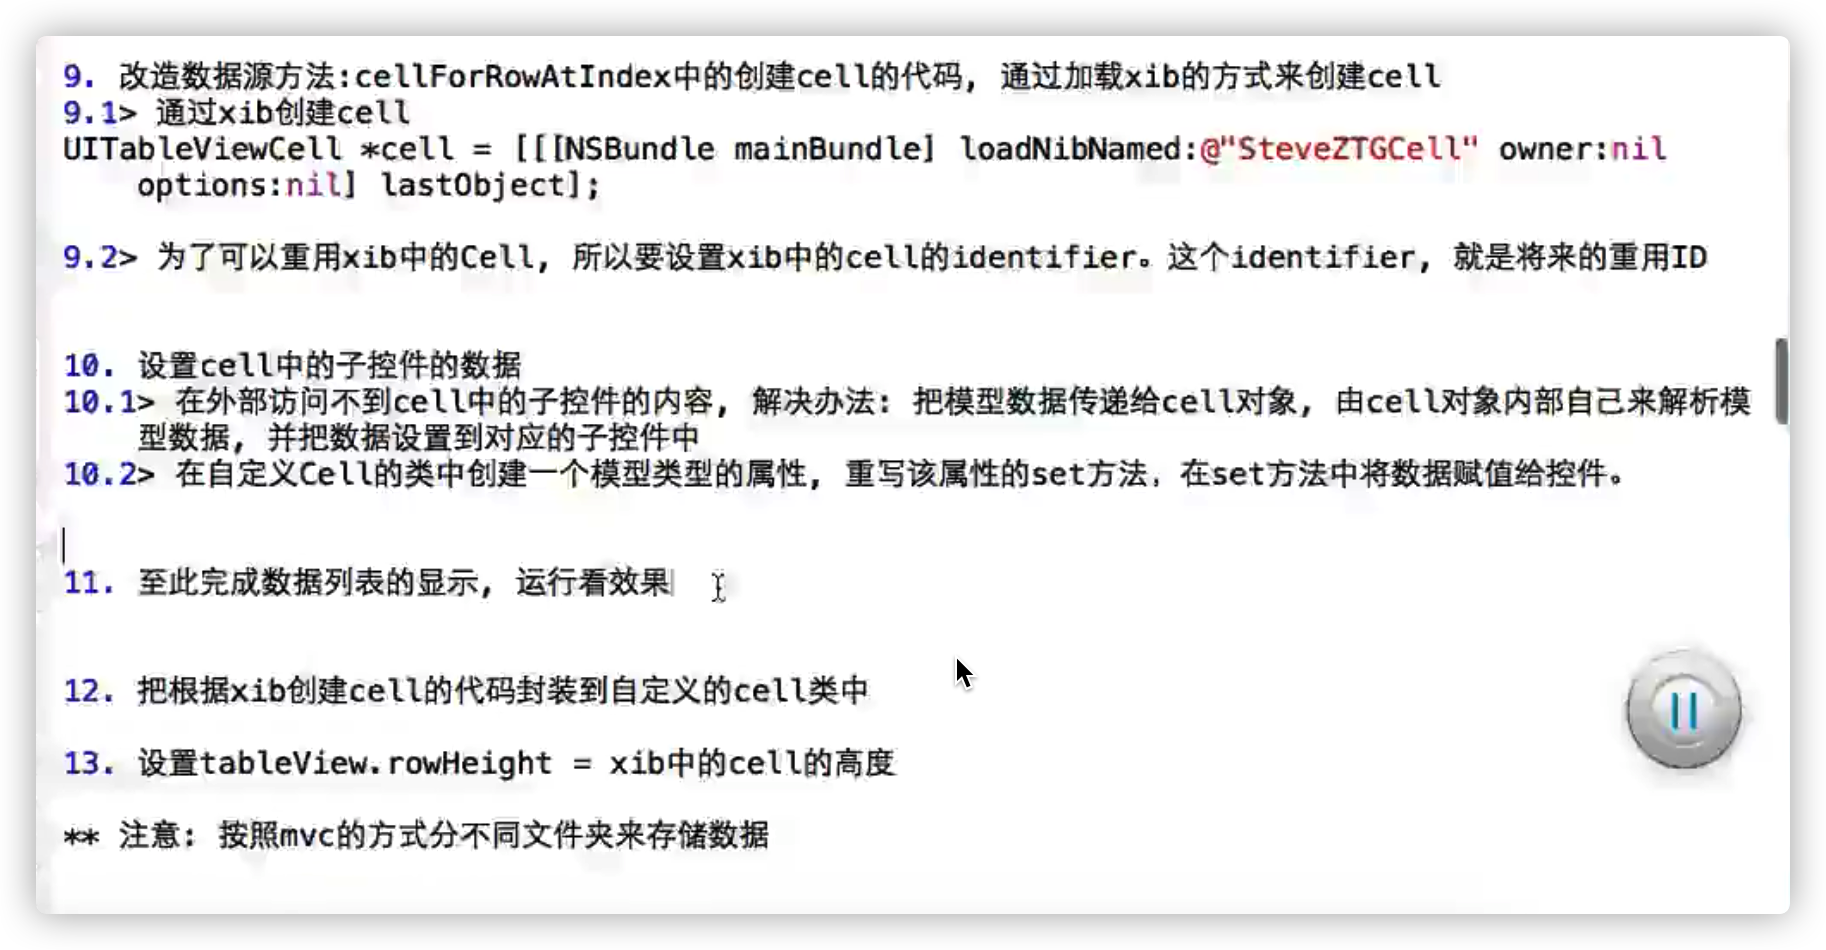 9. 改造数据源方法:cellForRowAtIndex中的创建cell的代码, 通过加载xib的方式来创建cell
9.1> 通过xib创建cell
UITableViewCell *cell = [[[NSBundle mainBundle] loadNibNamed:@"SteveZTGCell" owner:nil
options:nil] lastObject];
9.2> 为了可以重用xib中的Cell, 所以要设置xib中的cell的identifier。这个identifier, 就是将来的重用ID
10. 设置cell中的子控件的数据
10.1> 在外部访问不到cell中的子控件的内容, 解决办法: 把模型数据传递给cell对象, 由cell对象内部自己来解析模
型数据, 并把数据设置到对应的子控件中
10.2> 在自定义Cell的类中创建一个模型类型的属性, 重写该属性的set方法, 在set方法中将数据赋值给控件。
11. 至此完成数据列表的显示, 运行看效果
12. 把根据xib创建cell的代码封装到自定义的cell类中
13. 设置tableView.rowHeight = xib中的cell的高度
** 注意: 按照mvc的方式分不同文件夹来存储数据